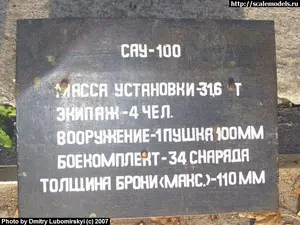 http://scalemodels.ru
САУ-100
МАССА УСТАНОВКИ-31,6 Т
ЭКИПАЖ-4 ЧЕЛ.
ВООРУЖЕНИЕ-1 ПУШКА 100ММ
БОЕКОМПЛЕКТ-34 СНАРЯДА
ТОЛЩИНА БРОНИ(МАКС.)-110 ММ
Photo by Dmitry Lubomirskyi (c) 2007